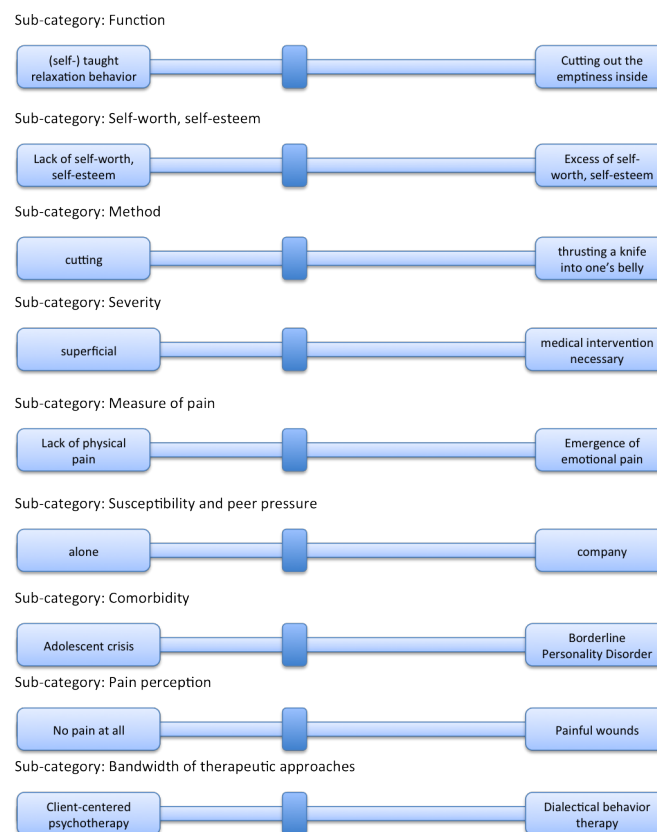 Sub-category: Function
(self-) taught
relaxation behavior
Cutting out the
emptiness inside
Sub-category: Self-worth, self-esteem
Lack of self-worth,
self-esteem
Excess of self-
worth, self-esteem
Sub-category: Method
cutting
thrusting a knife
into one's belly
Sub-category: Severity
superficial
medical intervention
necessary
Sub-category: Measure of pain
Lack of physical
pain
Emergence of
emotional pain
Sub-category: Susceptibility and peer pressure
alone
company
Sub-category: Comorbidity
Adolescent crisis
Borderline
Personality Disorder
Sub-category: Pain perception
No pain at all
Painful wounds
Sub-category: Bandwidth of therapeutic approaches
Client-centered
psychotherapy
Dialectical behavior
therapy